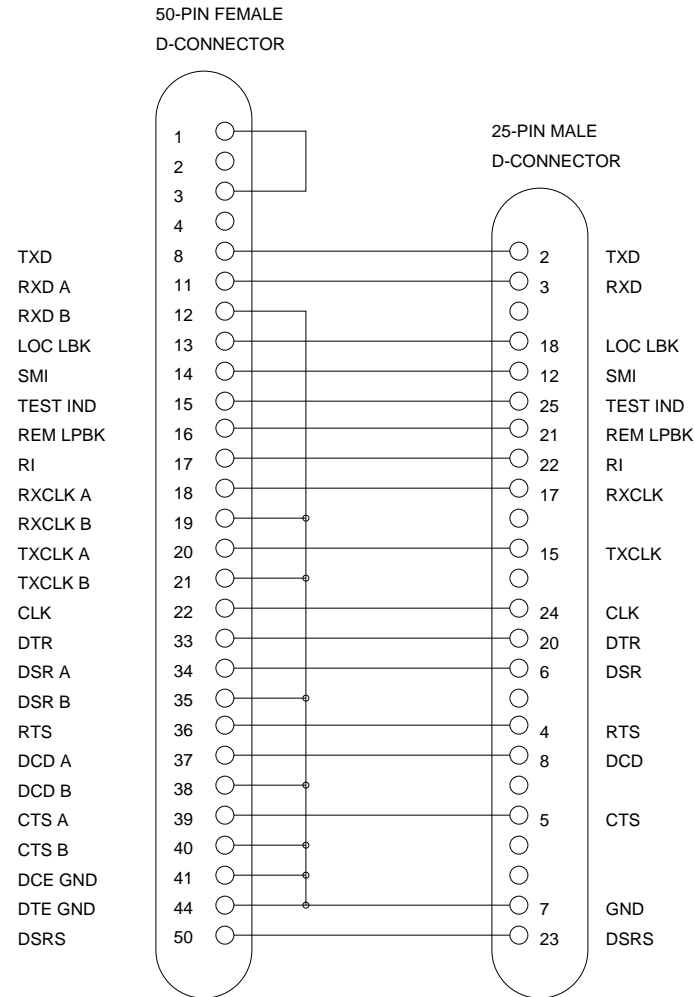 50-PIN FEMALE
D-CONNECTOR
25-PIN MALE
D-CONNECTOR
1
2
3
4
TXD 8 2 TXD
RXD A 11 3 RXD
RXD B 12
LOC LBK 13 18 LOC LBK
SMI 14 12 SMI
TEST IND 15 25 TEST IND
REM LPBK 16 21 REM LPBK
RI 17 22 RI
RXCLK A 18 17 RXCLK
RXCLK B 19
TXCLK A 20 15 TXCLK
TXCLK B 21
CLK 22 24 CLK
DTR 33 20 DTR
DSR A 34 6 DSR
DSR B 35
RTS 36 4 RTS
DCD A 37 8 DCD
DCD B 38
CTS A 39 5 CTS
CTS B 40
DCE GND 41
DTE GND 44 7 GND
DSRS 50 23 DSRS